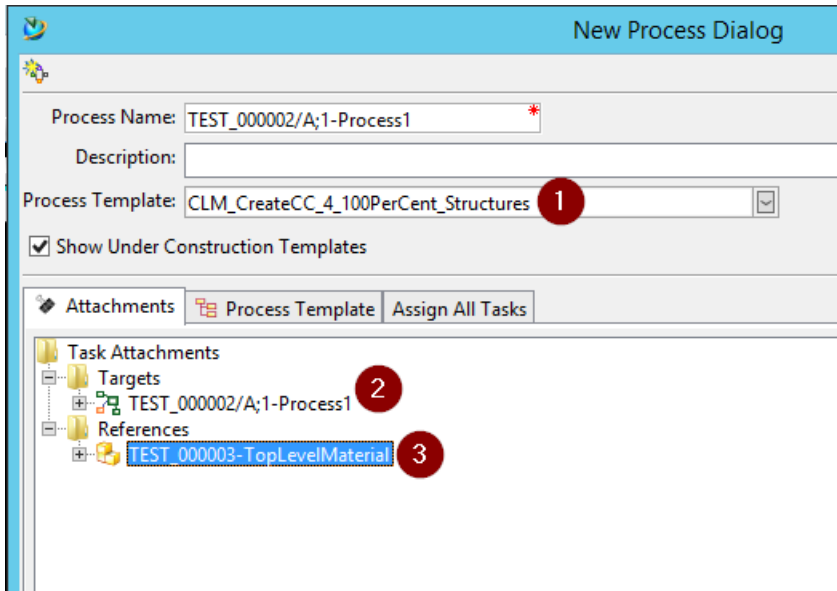 New Process Dialog
Process Name: TEST_000002/A;1-Process1 *
Description:
Process Template: CLM_CreateCC_4_100PerCent_Structures 1
Show Under Construction Templates
Attachments Process Template Assign All Tasks
Task Attachments
Targets
TEST_000002/A;1-Process1 2
References
TEST_000003-TopLevelMaterial 3